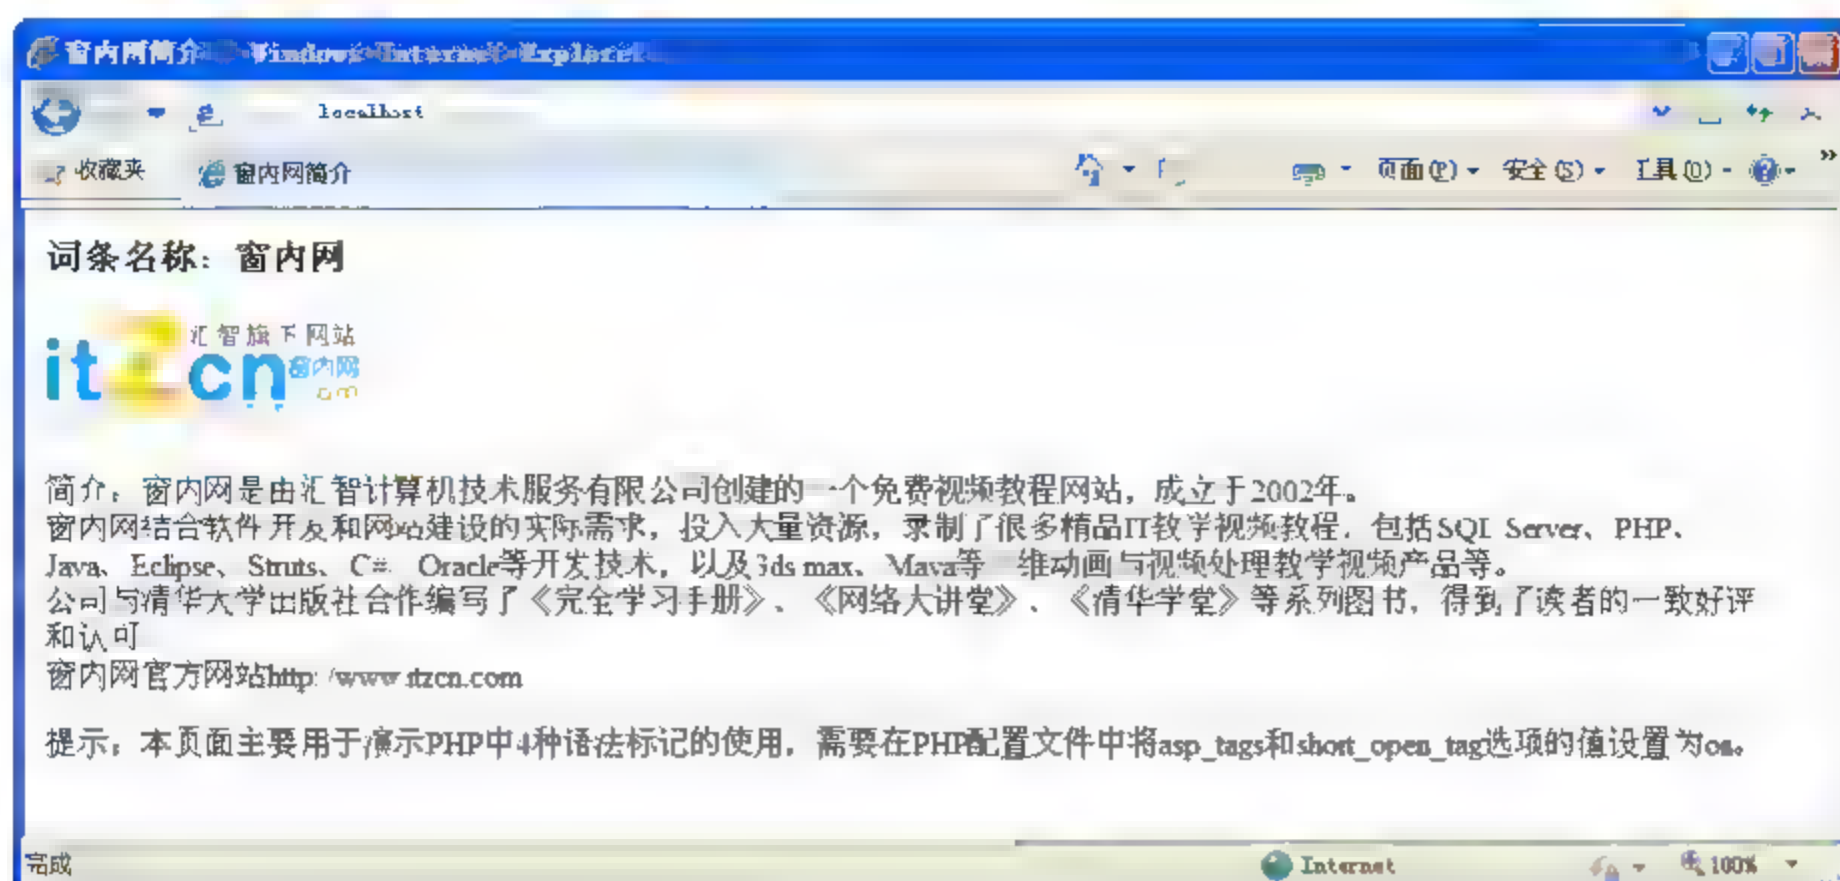 窗内网简介 - Windows Internet Explorer
localhost
收藏夹 窗内网简介 页面(P) 安全(S) 工具(O) »
词条名称：窗内网
汇智旗下网站
itZcn 窗内网
.com
简介：窗内网是由汇智计算机技术服务有限公司创建的一个免费视频教程网站，成立于2002年。
窗内网结合软件开发和网站建设的实际需求，投入大量资源，录制了很多精品IT教学视频教程，包括SQL Server、PHP、
Java、Eclipse、Struts、C#、Oracle等开发技术，以及3ds max、Mava等 维动画与视频处理教学视频产品等。
公司与清华大学出版社合作编写了《完全学习手册》、《网络大讲堂》、《清华学堂》等系列图书，得到了读者的一致好评
和认可
窗内网官方网站http://www.itzcn.com
提示：本页面主要用于演示PHP中4种语法标记的使用，需要在PHP配置文件中将asp_tags和short_open_tag选项的值设置为on。
完成 Internet 100%